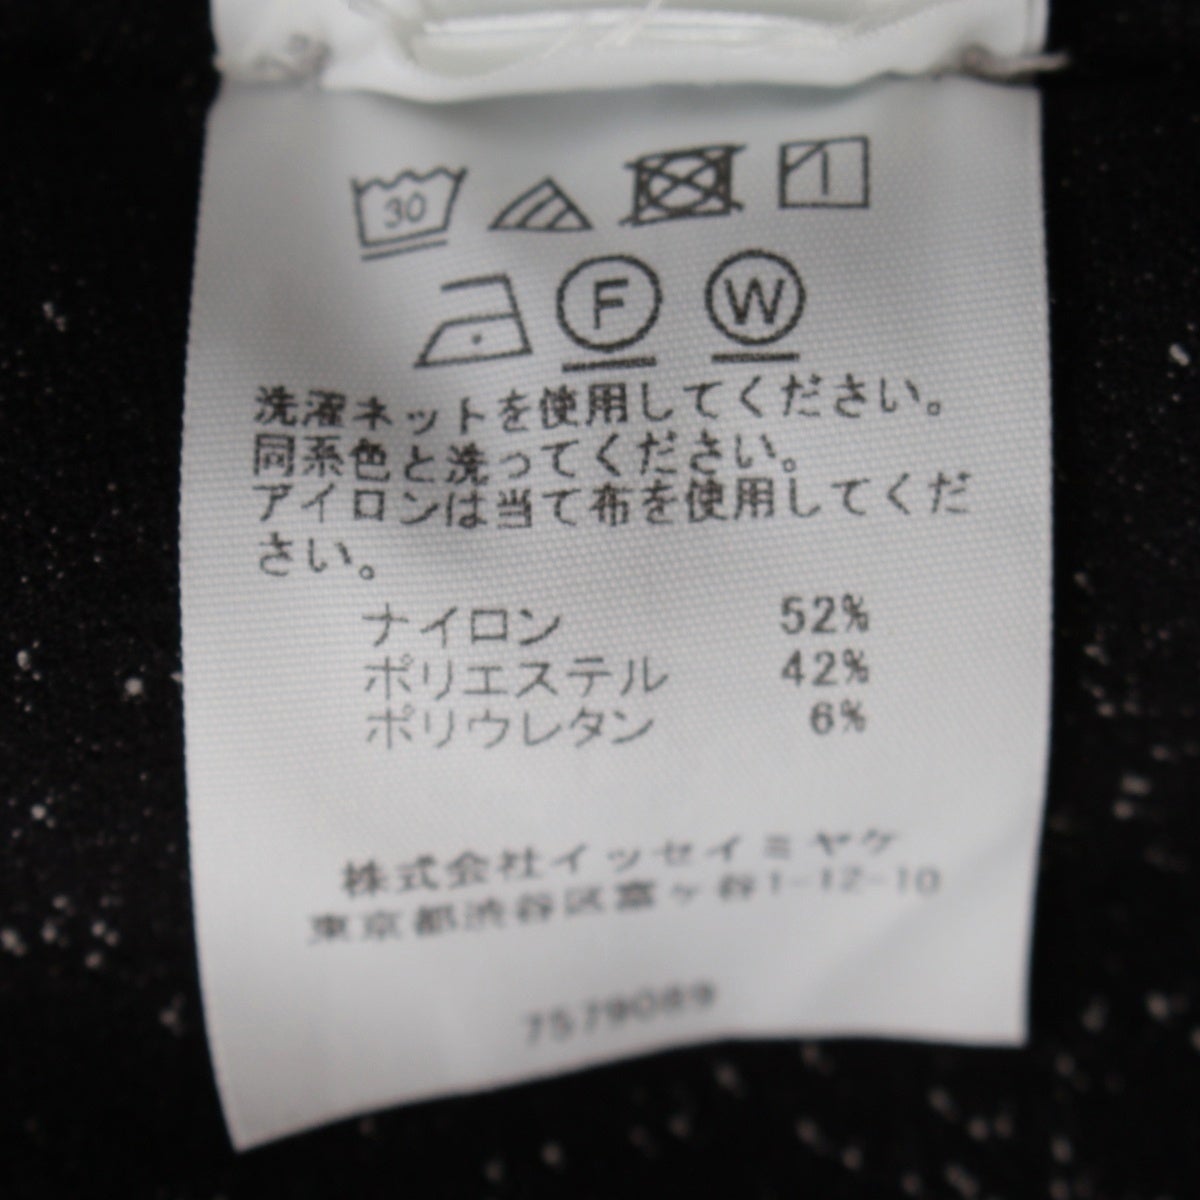 30
F W
洗濯ネットを使用してください。
同系色と洗ってください。
アイロンは当て布を使用してくだ
さい。
ナイロン 52%
ポリエステル 42%
ポリウレタン 6%
株式会社イッセイミヤケ
東京都渋谷区富ヶ谷1-12-10
7579089